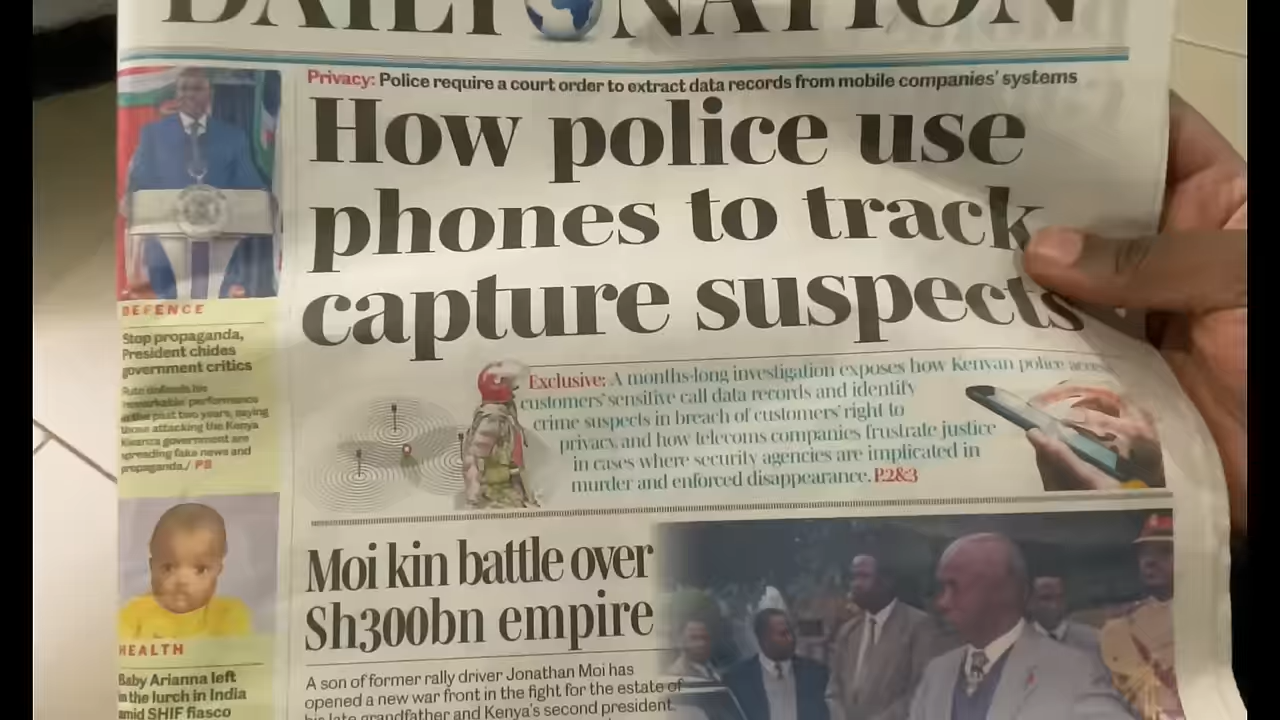 DAILY NATION
Privacy: Police require a court order to extract data records from mobile companies' systems
How police use
phones to track
capture suspects
DEFENCE
Stop propaganda,
President chides
government critics
Ruto defends his
remarkable performance
in the past two years, saying
those attacking the Kenya
Kwanza government are
spreading fake news and
propaganda./ P8
Exclusive: A months-long investigation exposes how Kenyan police
customers' sensitive call data records and identify
crime suspects in breach of customers' right to
privacy and how telecoms companies frustrate justice
in cases where security agencies are implicated in
murder and enforced disappearance. P.2&3
HEALTH
Baby Arianna left
in the lurch in India
amid SHIF fiasco
Moi kin battle over
Sh300bn empire
A son of former rally driver Jonathan Moi has
opened a new war front in the fight for the estate of
his late grandfather and Kenya's second president.